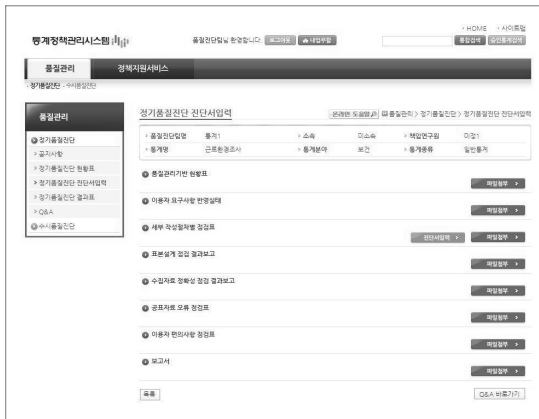 · HOME · 사이트맵
통계정책관리시스템
품질진단팀님 환영합니다. 로그아웃 내업무함
통합검색 승인통계검색
품질관리 정책지원서비스
· 정기품질진단 · 수시품질진단
품질관리
정기품질진단
> 공지사항
> 정기품질진단 현황표
> 정기품질진단 진단서입력
> 정기품질진단 결과표
> Q&A
수시품질진단
정기품질진단 진단서입력
온라인 도움말 품질관리 > 정기품질진단 > 정기품질진단 진단서입력
> 품질진단팀명 통계1 > 소속 미소속 > 책임연구원 미정1
> 통계명 근로환경조사 > 통계분야 보건 > 통계종류 일반통계
품질관리기반 현황표
파일첨부 >
이용자 요구사항 반영실태
파일첨부 >
세부 작성절차별 점검표
진단서입력 > 파일첨부 >
표본설계 점검 결과보고
파일첨부 >
수집자료 정확성 점검 결과보고
파일첨부 >
공표자료 오류 점검표
파일첨부 >
이용자 편의사항 점검표
파일첨부 >
보고서
파일첨부 >
목록 Q&A 바로가기